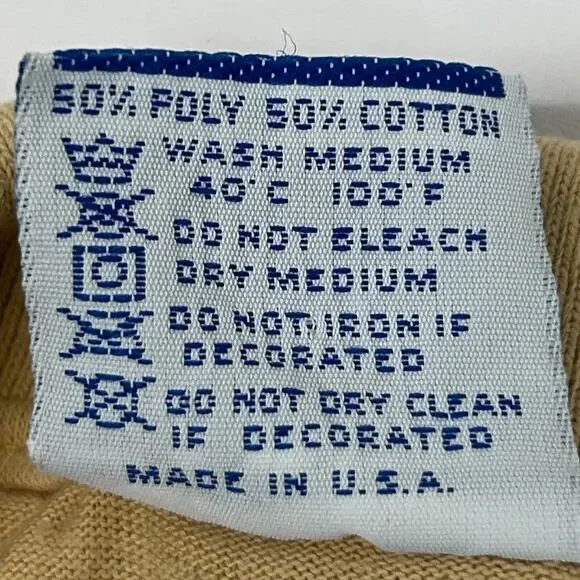 50% POLY 50% COTTON
WASH MEDIUM
40°C 100°F
DO NOT BLEACH
DRY MEDIUM
DO NOT IRON IF
DECORATED
DO NOT DRY CLEAN
IF DECORATED
MADE IN U.S.A.